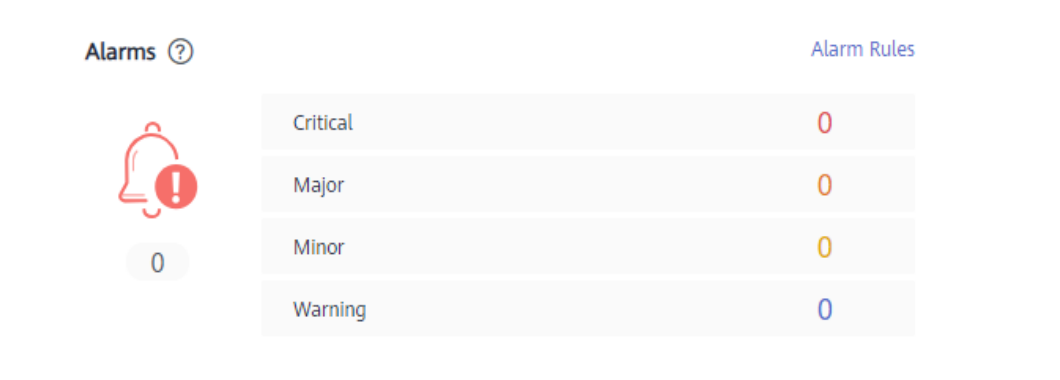 Alarms ?
Alarm Rules
Critical 0
Major 0
Minor 0
Warning 0
0